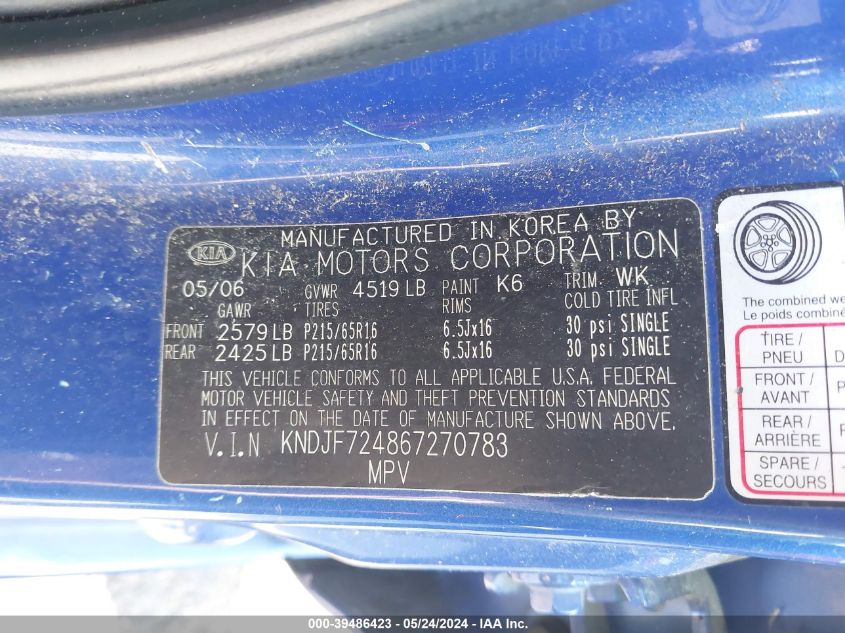 MANUFACTURED IN KOREA BY
KIA KIA MOTORS CORPORATION
05/06 GVWR 4519 LB PAINT K6 TRIM WK
GAWR TIRES RIMS COLD TIRE INFL
FRONT 2579 LB P215/65R16 6.5Jx16 30 psi SINGLE
REAR 2425 LB P215/65R16 6.5Jx16 30 psi SINGLE
THIS VEHICLE CONFORMS TO ALL APPLICABLE U.S.A. FEDERAL
MOTOR VEHICLE SAFETY AND THEFT PREVENTION STANDARDS
IN EFFECT ON THE DATE OF MANUFACTURE SHOWN ABOVE.
V.I.N KNDJF724867270783
MPV
The combined we
Le poids combiné
TIRE /
PNEU
FRONT /
AVANT
REAR /
ARRIÈRE
SPARE /
SECOURS
000-39486423 - 05/24/2024 - IAA Inc.